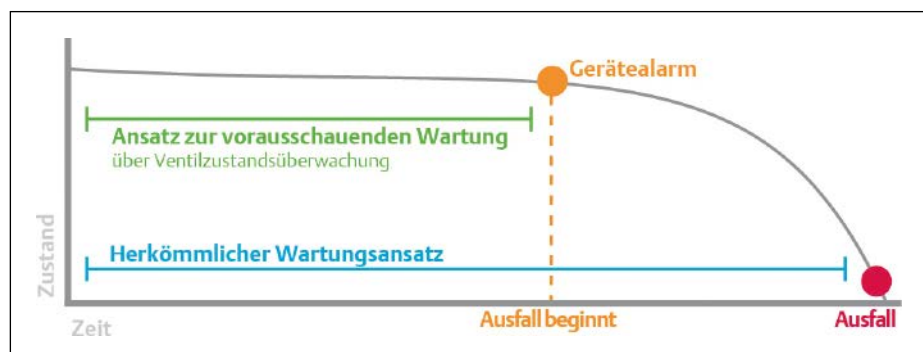 Gerätealarm
Ansatz zur vorausschauenden Wartung
über Ventilzustandsüberwachung
Herkömmlicher Wartungsansatz
Zustand
Zeit
Ausfall beginnt
Ausfall